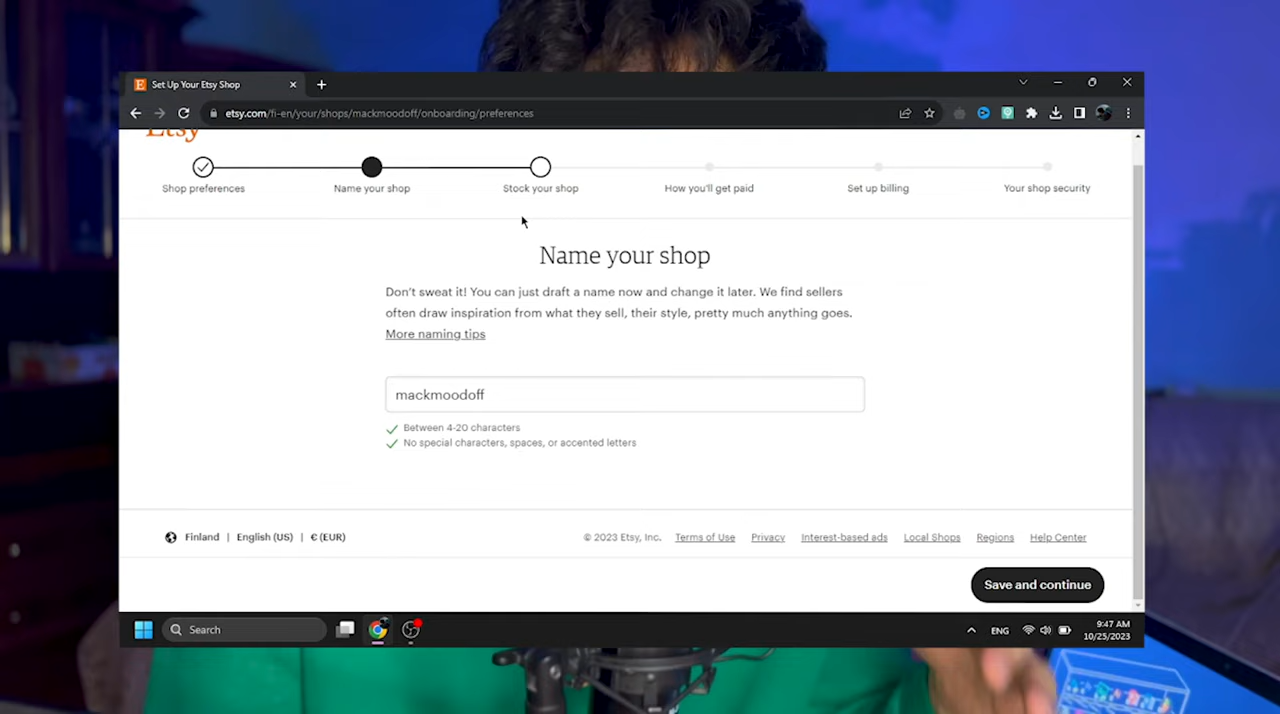 Set Up Your Etsy Shop
etsy.com/fi-en/your/shops/mackmoodoff/onboarding/preferences
Etsy
Shop preferences
Name your shop
Stock your shop
How you'll get paid
Set up billing
Your shop security
Name your shop
Don't sweat it! You can just draft a name now and change it later. We find sellers
often draw inspiration from what they sell, their style, pretty much anything goes.
More naming tips
mackmoodoff
Between 4-20 characters
No special characters, spaces, or accented letters
Finland | English (US) | € (EUR)
© 2023 Etsy, Inc. Terms of Use Privacy Interest-based ads Local Shops Regions Help Center
Save and continue
Search
ENG
9:47 AM
10/25/2023